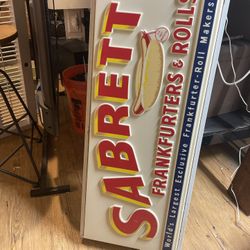 SABRETT
FRANKFURTERS & ROLLS
World's Largest Exclusive Frankfurter-Roll Makers